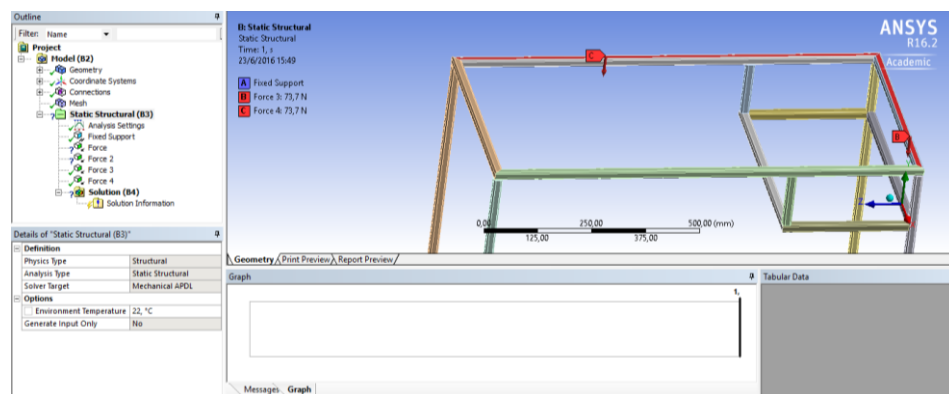 Outline
Filter: Name
Project
Model (B2)
Geometry
Coordinate Systems
Connections
Mesh
Static Structural (B3)
Analysis Settings
Fixed Support
Force
Force 2
Force 3
Force 4
Solution (B4)
Solution Information
Details of "Static Structural (B3)"
Definition
Physics Type Structural
Analysis Type Static Structural
Solver Target Mechanical APDL
Options
Environment Temperature 22, °C
Generate Input Only No
B: Static Structural
Static Structural
Time: 1, s
23/6/2016 15:49
A Fixed Support
B Force 3: 73,7 N
C Force 4: 73,7 N
ANSYS
R16.2
Academic
C
B
Z
0,00 250,00 500,00 (mm)
125,00 375,00
Geometry Print Preview Report Preview
Graph
1,
Messages Graph
Tabular Data